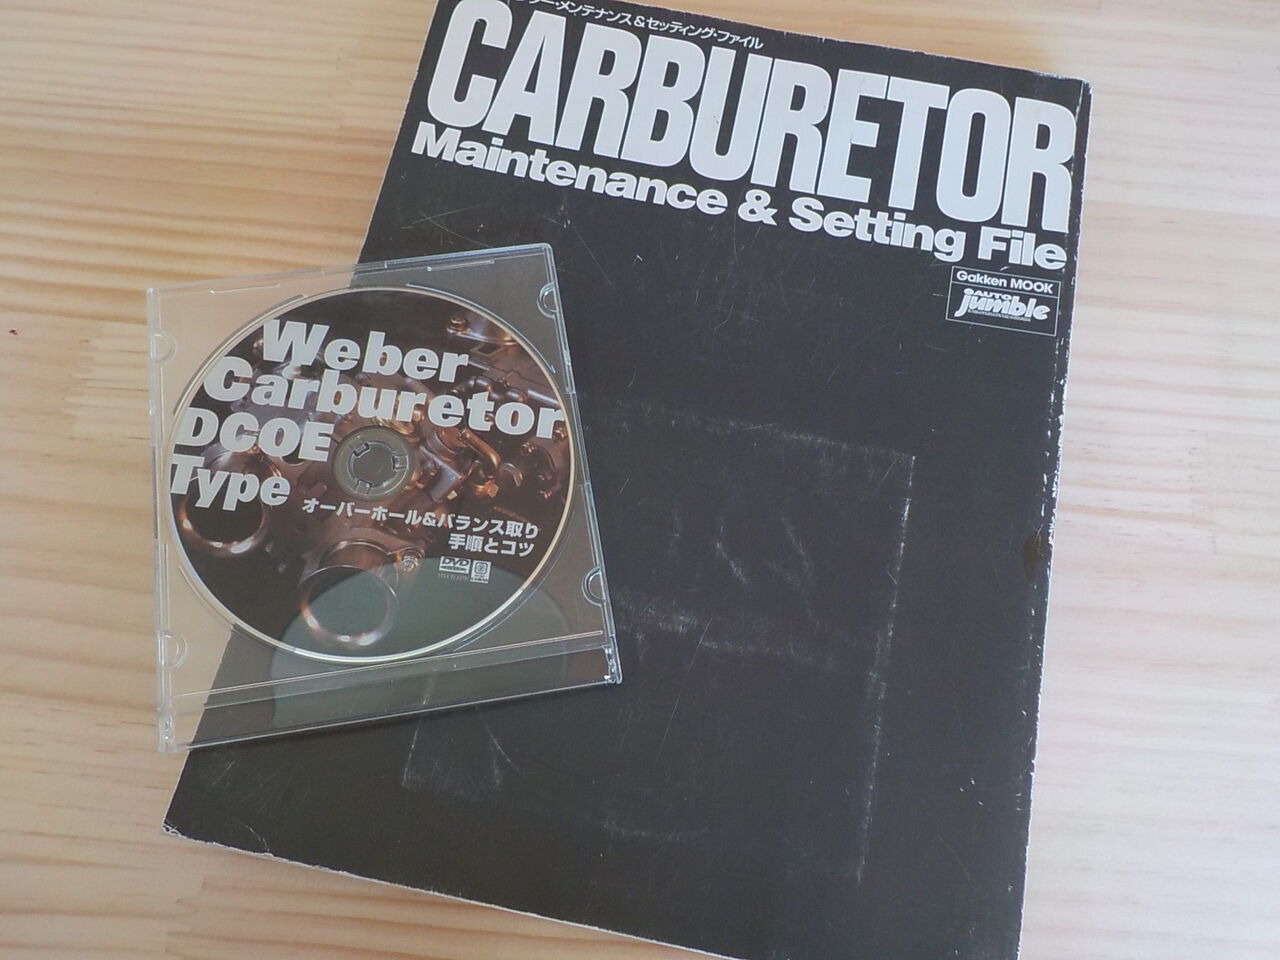 ー・メンテナンス&セッティング・ファイル
CARBURETOR
Maintenance & Setting File
Gakken MOOK
AUTO
jumble
Weber
Carburetor
DCOE
Type
オーバーホール&バランス取り
手順とコツ
DVD